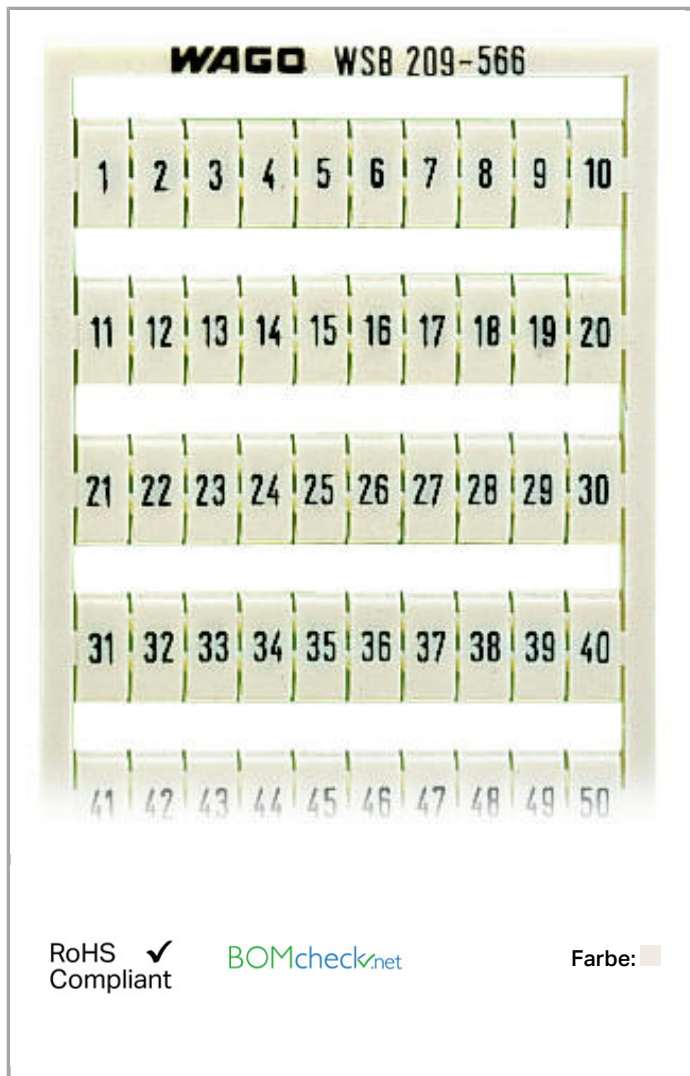 WAGO WSB 209-566
1 2 3 4 5 6 7 8 9 10
11 12 13 14 15 16 17 18 19 20
21 22 23 24 25 26 27 28 29 30
31 32 33 34 35 36 37 38 39 40
41 42 43 44 45 46 47 48 49 50
RoHS ✓
Compliant
BOMcheck.net
Farbe: